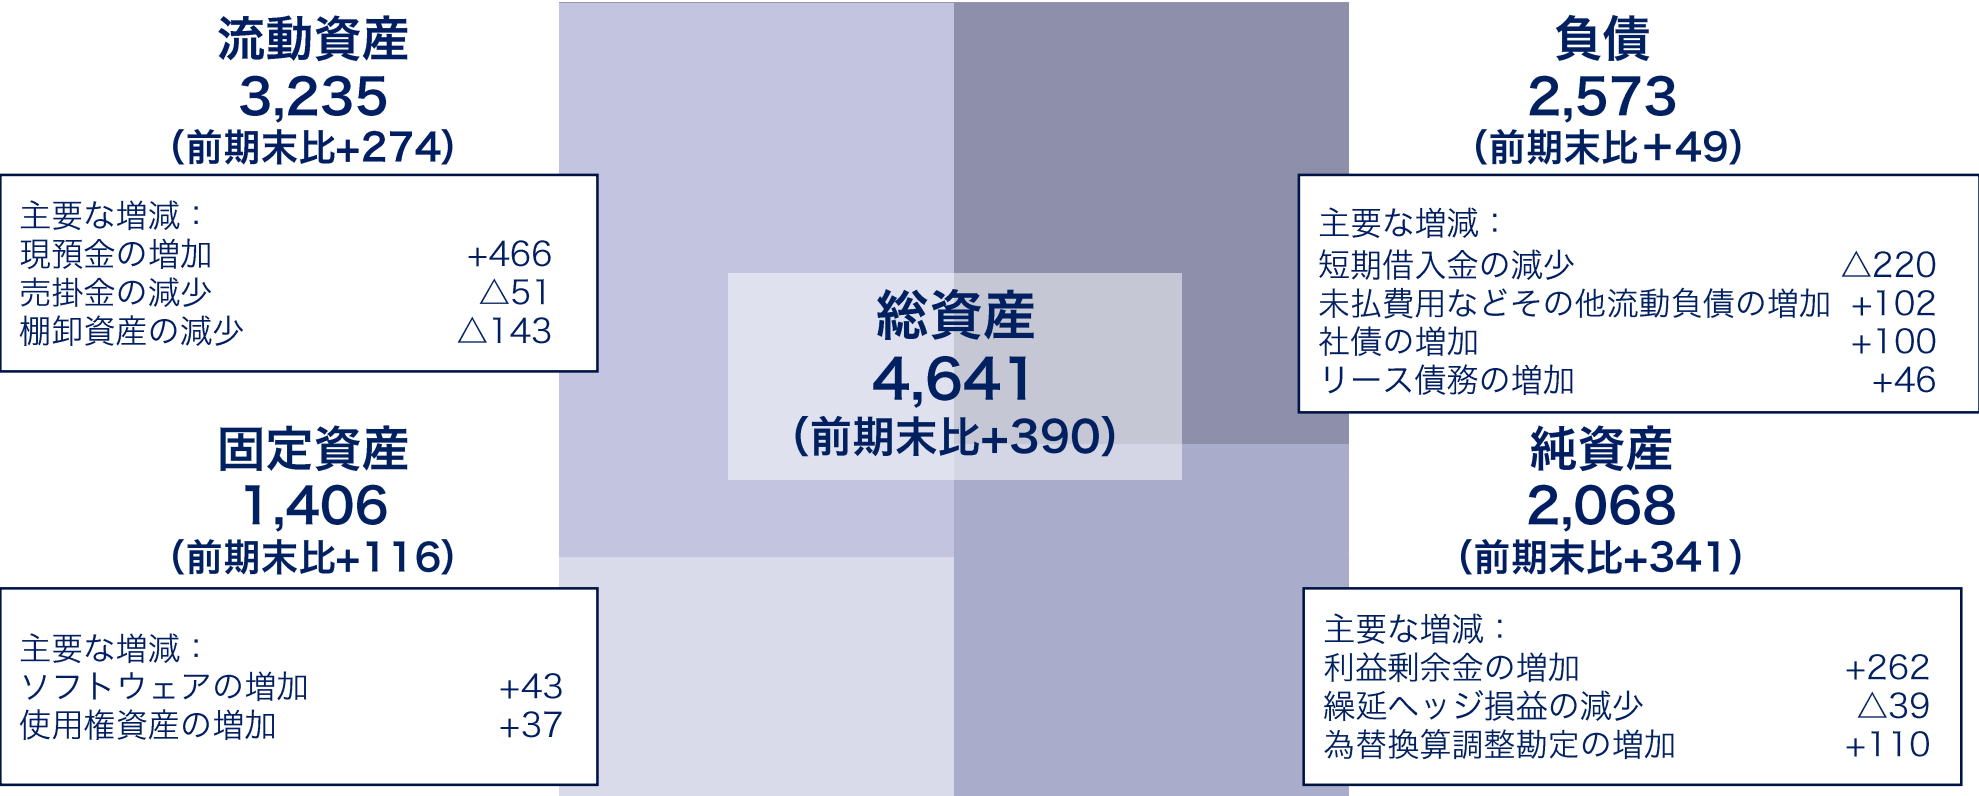 流動資産
3,235
（前期末比+274）
主要な増減：
現預金の増加 +466
売掛金の減少 △51
棚卸資産の減少 △143
固定資産
1,406
（前期末比+116）
主要な増減：
ソフトウェアの増加 +43
使用権資産の増加 +37
総資産
4,641
（前期末比+390）
負債
2,573
（前期末比＋49）
主要な増減：
短期借入金の減少 △220
未払費用などその他流動負債の増加 +102
社債の増加 +100
リース債務の増加 +46
純資産
2,068
（前期末比+341）
主要な増減：
利益剰余金の増加 +262
繰延ヘッジ損益の減少 △39
為替換算調整勘定の増加 +110